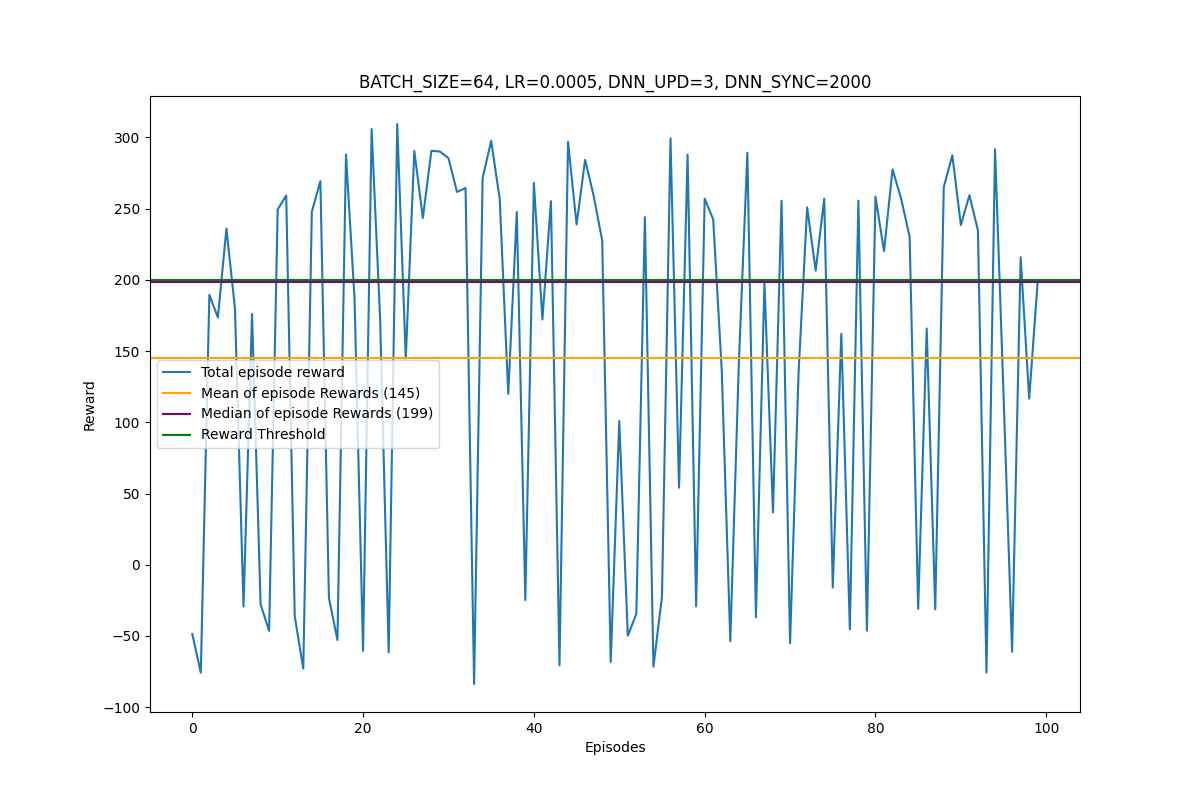 BATCH_SIZE=64, LR=0.0005, DNN_UPD=3, DNN_SYNC=2000
300
250
200
150
100
50
0
−50
−100
Reward
Total episode reward
Mean of episode Rewards (145)
Median of episode Rewards (199)
Reward Threshold
0 20 40 60 80 100
Episodes